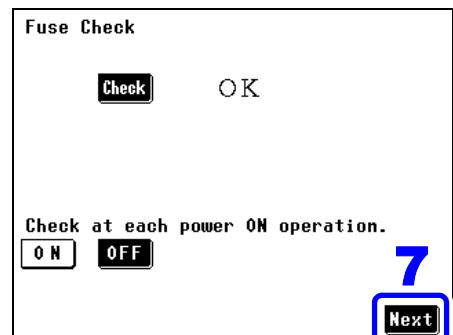 Fuse Check
Check OK
Check at each power ON operation.
ON OFF
7
Next